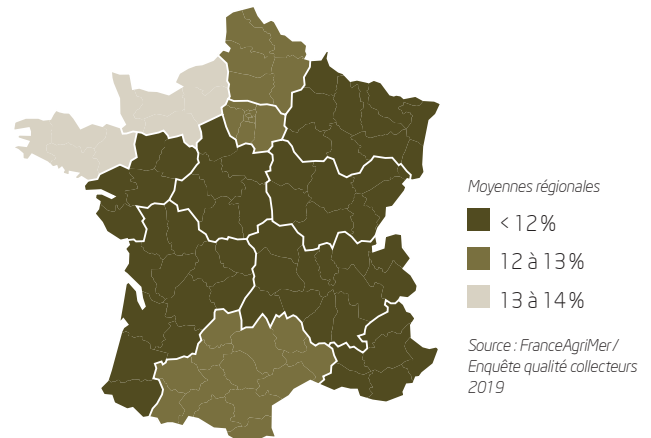 Moyennes régionales
< 12 %
12 à 13 %
13 à 14 %
Source : FranceAgriMer/
Enquête qualité collecteurs
2019